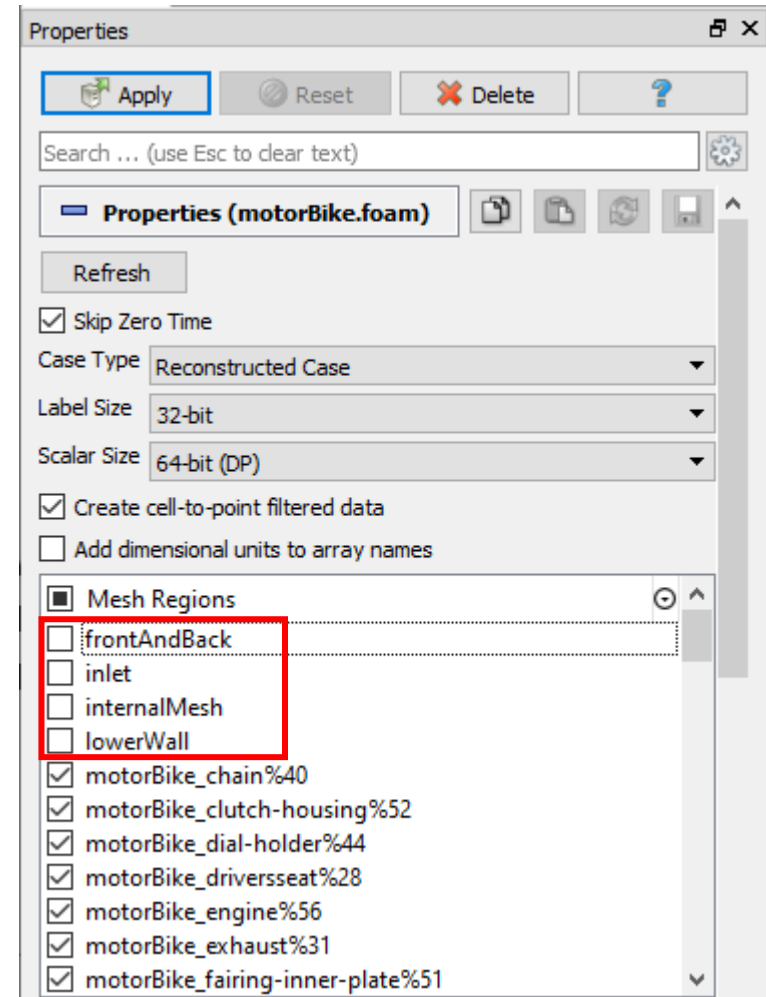 Properties
Apply Reset Delete ?
Search ... (use Esc to clear text)
Properties (motorBike.foam)
Refresh
Skip Zero Time
Case Type Reconstructed Case
Label Size 32-bit
Scalar Size 64-bit (DP)
Create cell-to-point filtered data
Add dimensional units to array names
Mesh Regions
frontAndBack
inlet
internalMesh
lowerWall
motorBike_chain%40
motorBike_clutch-housing%52
motorBike_dial-holder%44
motorBike_driversseat%28
motorBike_engine%56
motorBike_exhaust%31
motorBike_fairing-inner-plate%51